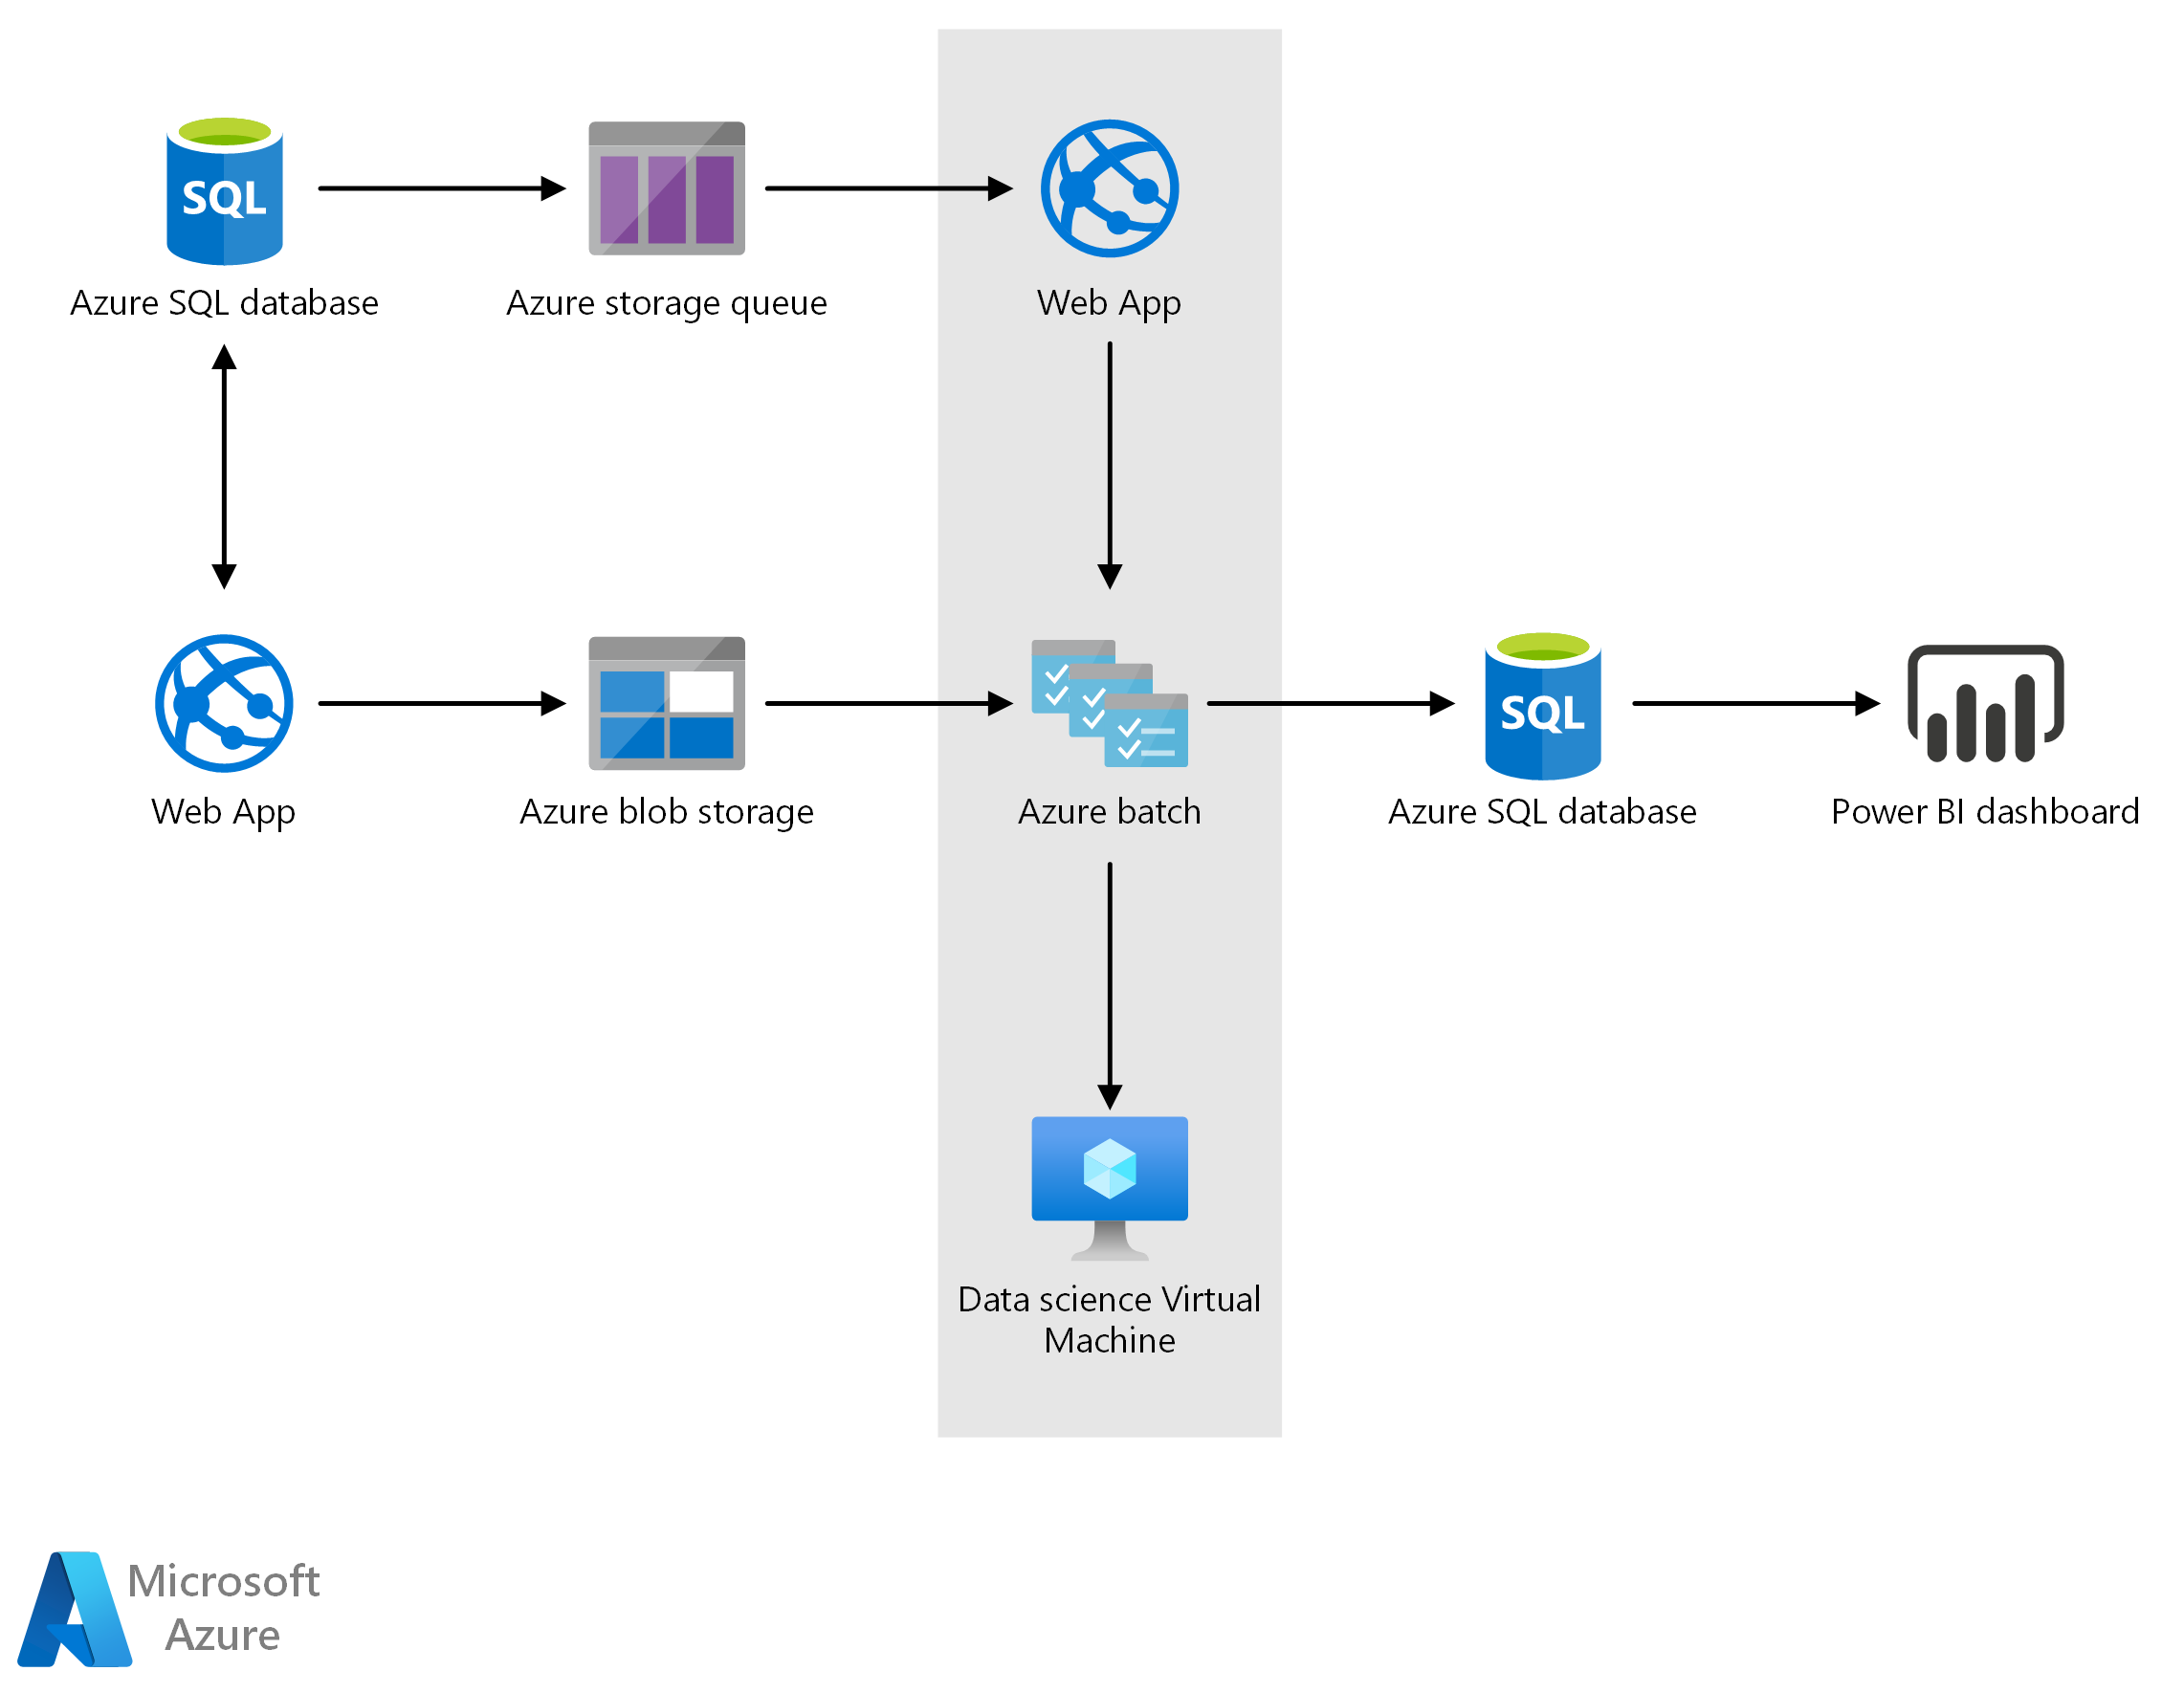 SQL
Azure SQL database
Azure storage queue
Web App
Web App
Azure blob storage
Azure batch
SQL
Azure SQL database
Power BI dashboard
Data science Virtual
Machine
Microsoft
Azure